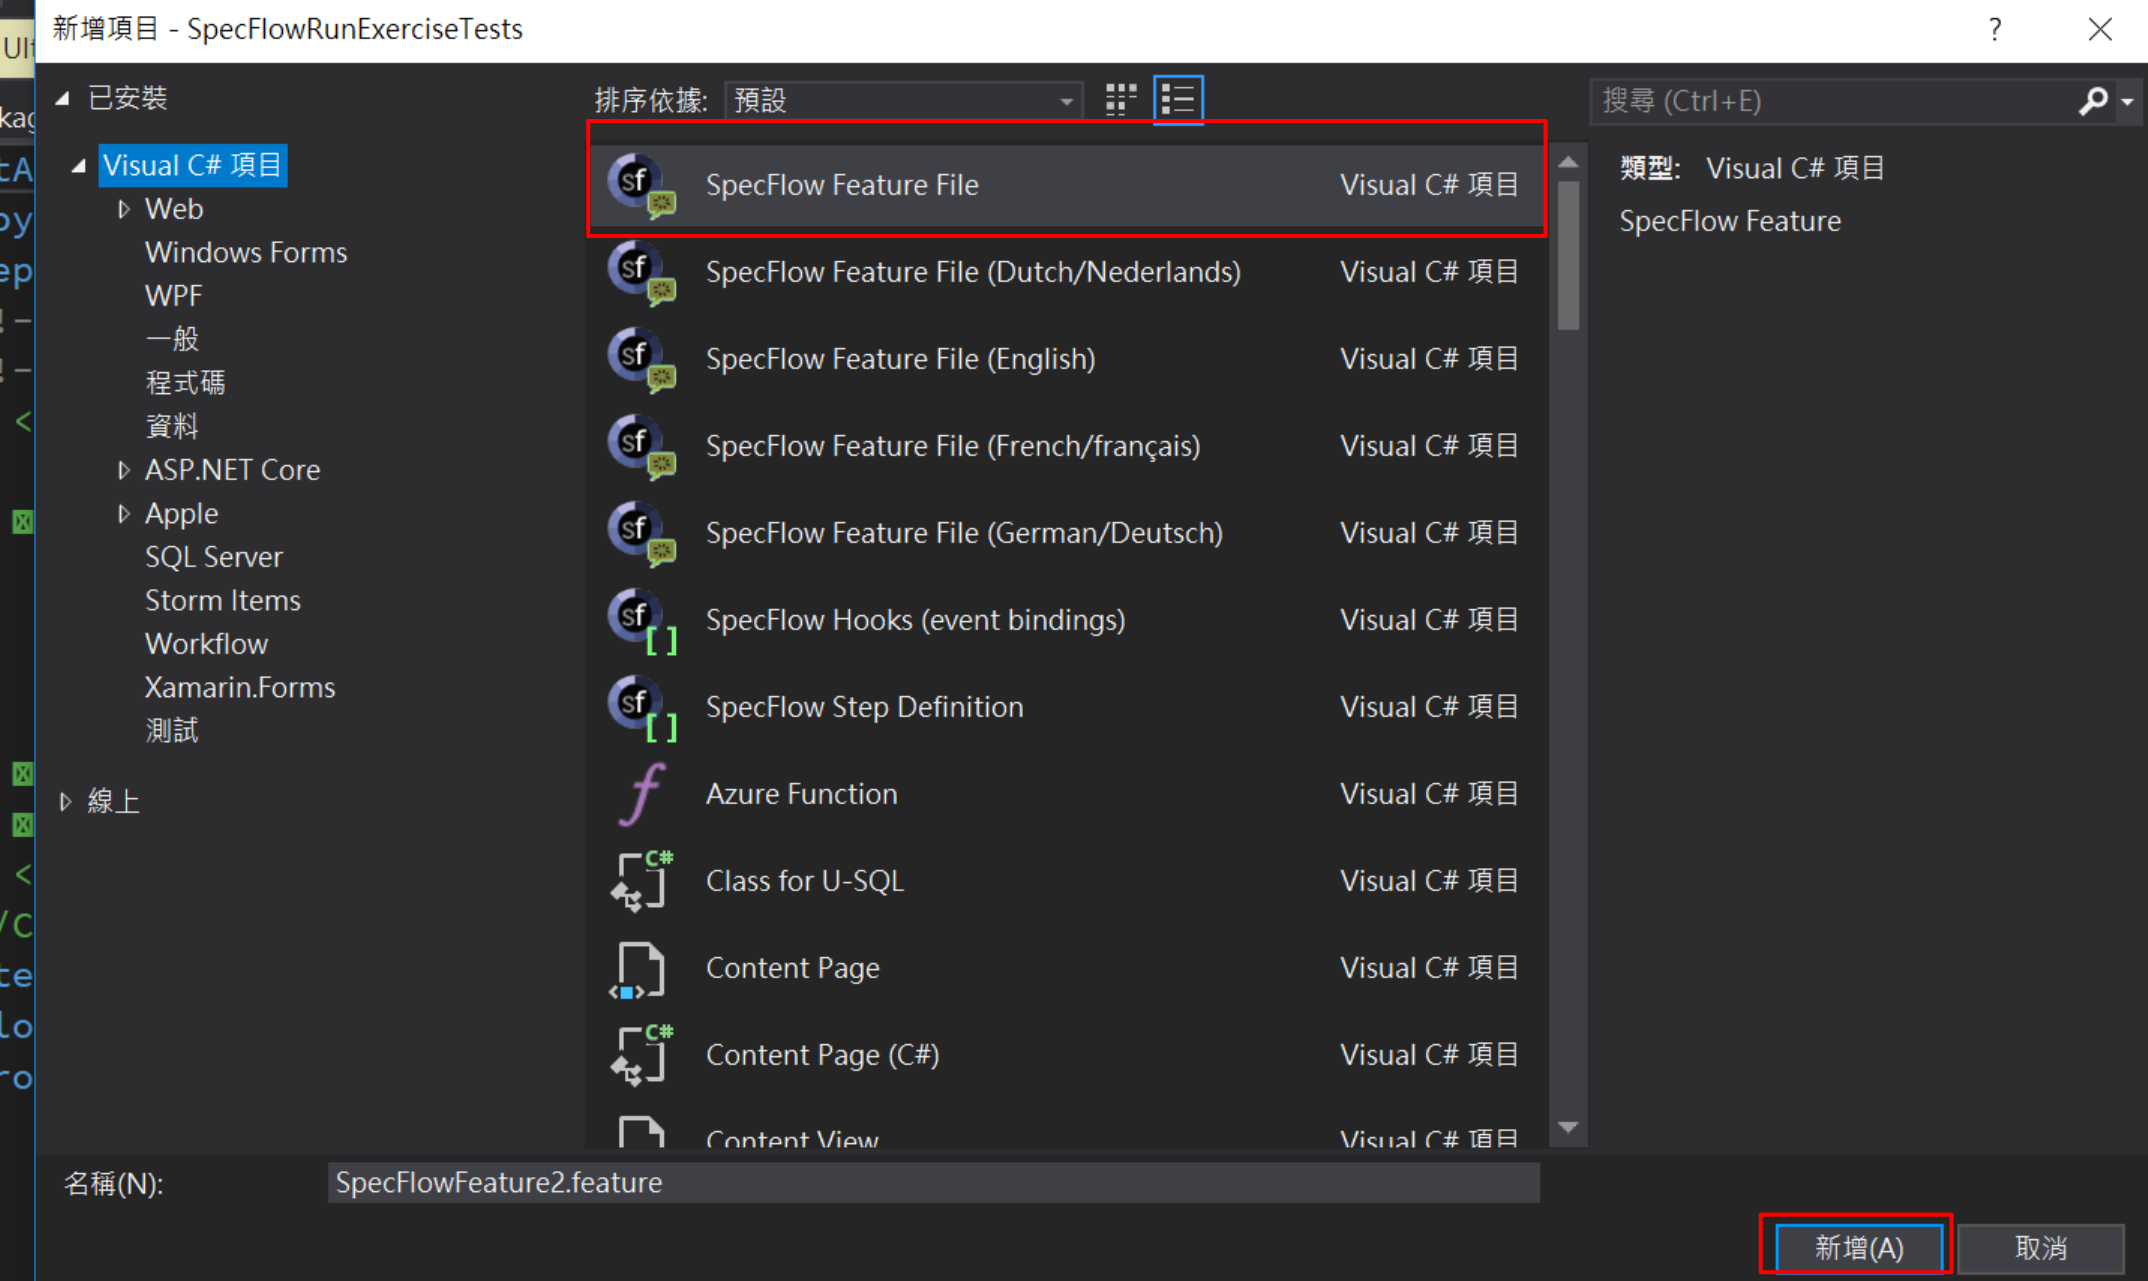 新增項目 - SpecFlowRunExerciseTests
?
已安裝
排序依據:
預設
搜尋 (Ctrl+E)
Visual C# 項目
Web
Windows Forms
WPF
一般
程式碼
資料
ASP.NET Core
Apple
SQL Server
Storm Items
Workflow
Xamarin.Forms
測試
線上
SpecFlow Feature File Visual C# 項目
SpecFlow Feature File (Dutch/Nederlands) Visual C# 項目
SpecFlow Feature File (English) Visual C# 項目
SpecFlow Feature File (French/français) Visual C# 項目
SpecFlow Feature File (German/Deutsch) Visual C# 項目
SpecFlow Hooks (event bindings) Visual C# 項目
SpecFlow Step Definition Visual C# 項目
Azure Function Visual C# 項目
Class for U-SQL Visual C# 項目
Content Page Visual C# 項目
Content Page (C#) Visual C# 項目
Content View Visual C# 項目
類型: Visual C# 項目
SpecFlow Feature
名稱(N):
SpecFlowFeature2.feature
新增(A)
取消